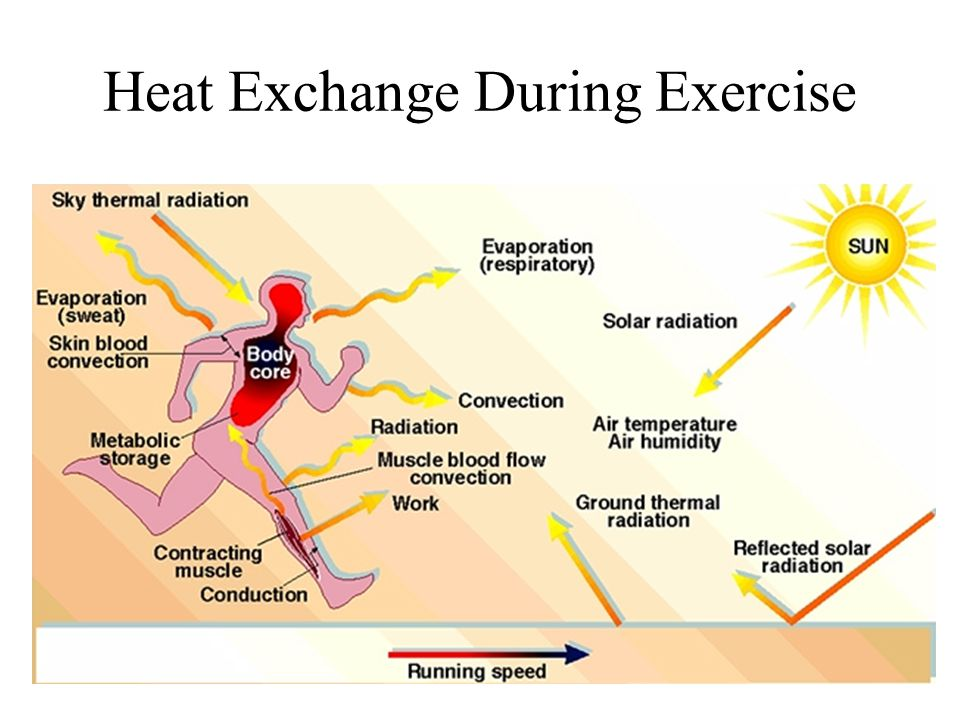 Heat Exchange During Exercise
Sky thermal radiation
SUN
Evaporation
(respiratory)
Evaporation
(sweat)
Solar radiation
Skin blood
convection
Body
core
Convection
Air temperature
Air humidity
Radiation
Metabolic
storage
Muscle blood flow
convection
Work
Ground thermal
radiation
Contracting
muscle
Reflected solar
radiation
Conduction
Running speed